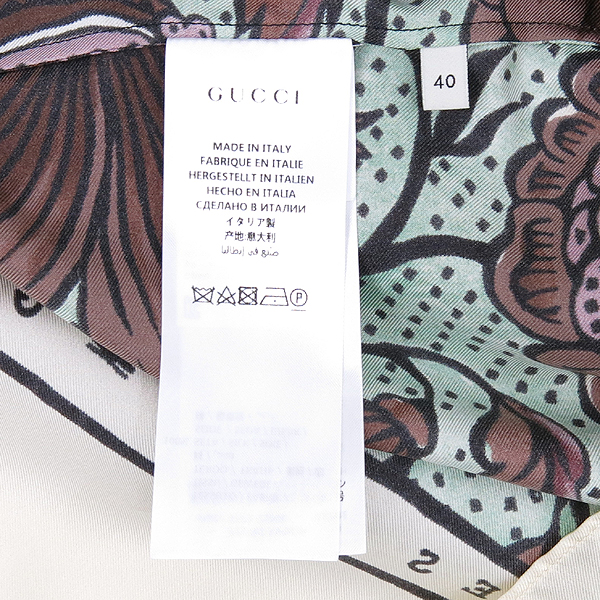 GUCCI
40
MADE IN ITALY
FABRIQUE EN ITALIE
HERGESTELLT IN ITALIEN
HECHO EN ITALIA
СДЕЛАНО В ИТАЛИИ
イタリア製
产地:意大利
صنع في إيطاليا
P
E S